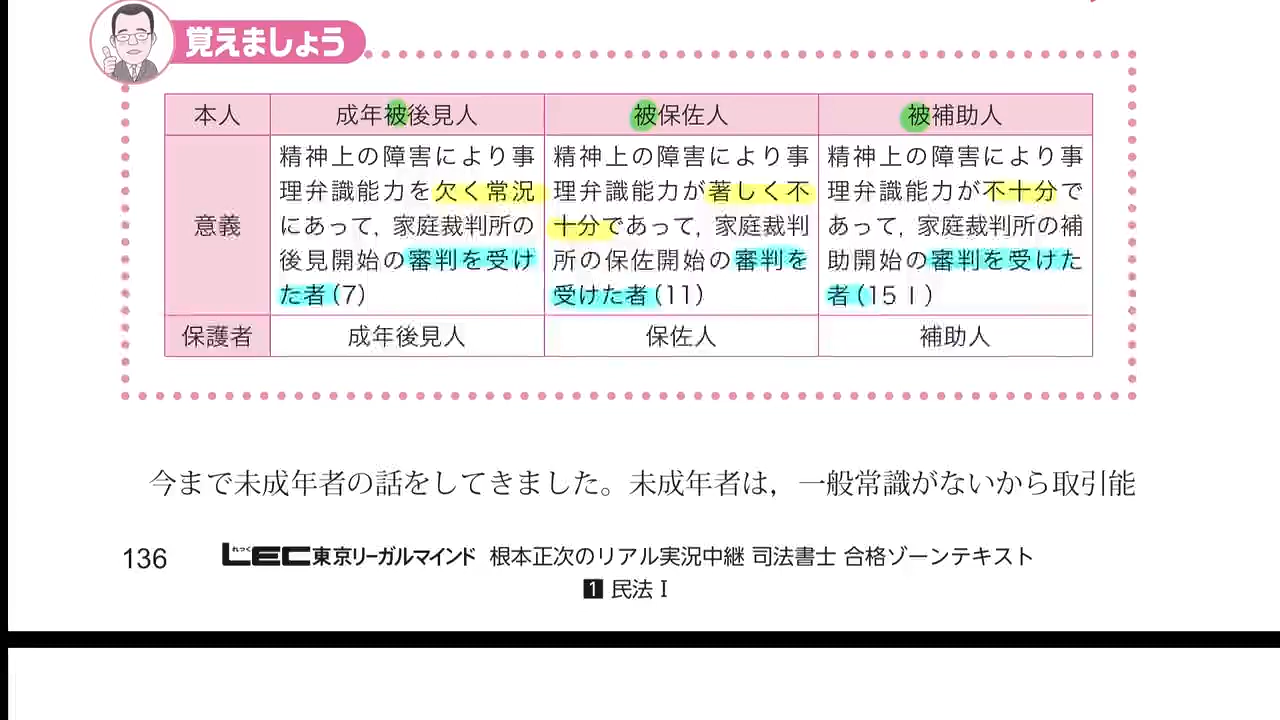 覚えましょう
本人 成年被後見人 被保佐人 被補助人
意義
精神上の障害により事
理弁識能力を欠く常況
にあって，家庭裁判所の
後見開始の審判を受け
た者（7）
精神上の障害により事
理弁識能力が著しく不
十分であって，家庭裁判
所の保佐開始の審判を
受けた者（11）
精神上の障害により事
理弁識能力が不十分で
あって，家庭裁判所の補
助開始の審判を受けた
者（15Ⅰ）
保護者 成年後見人 保佐人 補助人
今まで未成年者の話をしてきました。未成年者は，一般常識がないから取引能
136 れっく LEC東京リーガルマインド 根本正次のリアル実況中継 司法書士 合格ゾーンテキスト
1 民法Ⅰ